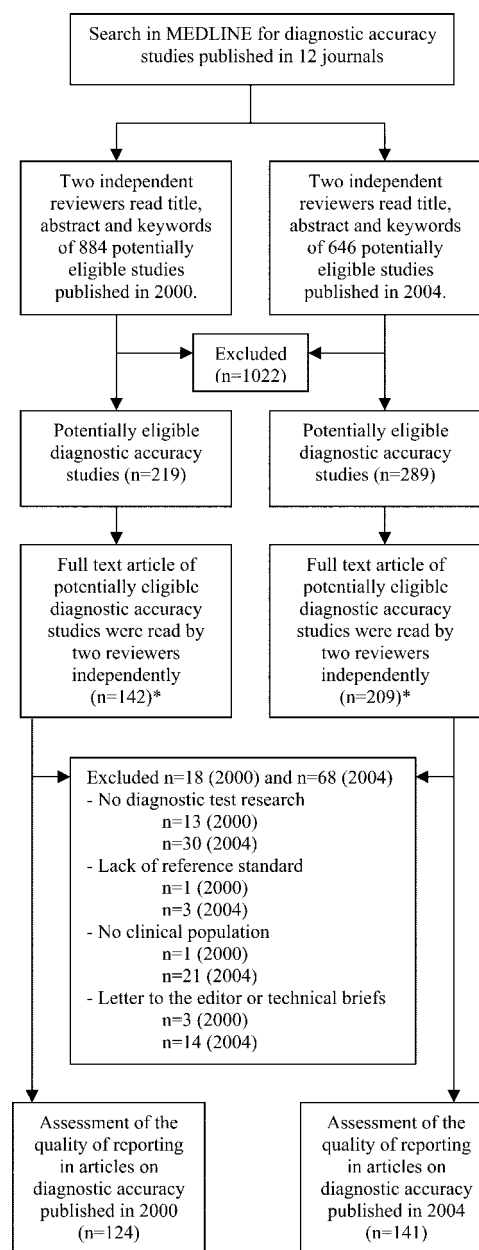 Search in MEDLINE for diagnostic accuracy
studies published in 12 journals
Two independent
reviewers read title,
abstract and keywords
of 884 potentially
eligible studies
published in 2000.
Two independent
reviewers read title,
abstract and keywords
of 646 potentially
eligible studies
published in 2004.
Excluded
(n=1022)
Potentially eligible
diagnostic accuracy
studies (n=219)
Potentially eligible
diagnostic accuracy
studies (n=289)
Full text article of
potentially eligible
diagnostic accuracy
studies were read by
two reviewers
independently
(n=142)*
Full text article of
potentially eligible
diagnostic accuracy
studies were read by
two reviewers
independently
(n=209)*
Excluded n=18 (2000) and n=68 (2004)
- No diagnostic test research
n=13 (2000)
n=30 (2004)
- Lack of reference standard
n=1 (2000)
n=3 (2004)
- No clinical population
n=1 (2000)
n=21 (2004)
- Letter to the editor or technical briefs
n=3 (2000)
n=14 (2004)
Assessment of the
quality of reporting
in articles on
diagnostic accuracy
published in 2000
(n=124)
Assessment of the
quality of reporting
in articles on
diagnostic accuracy
published in 2004
(n=141)